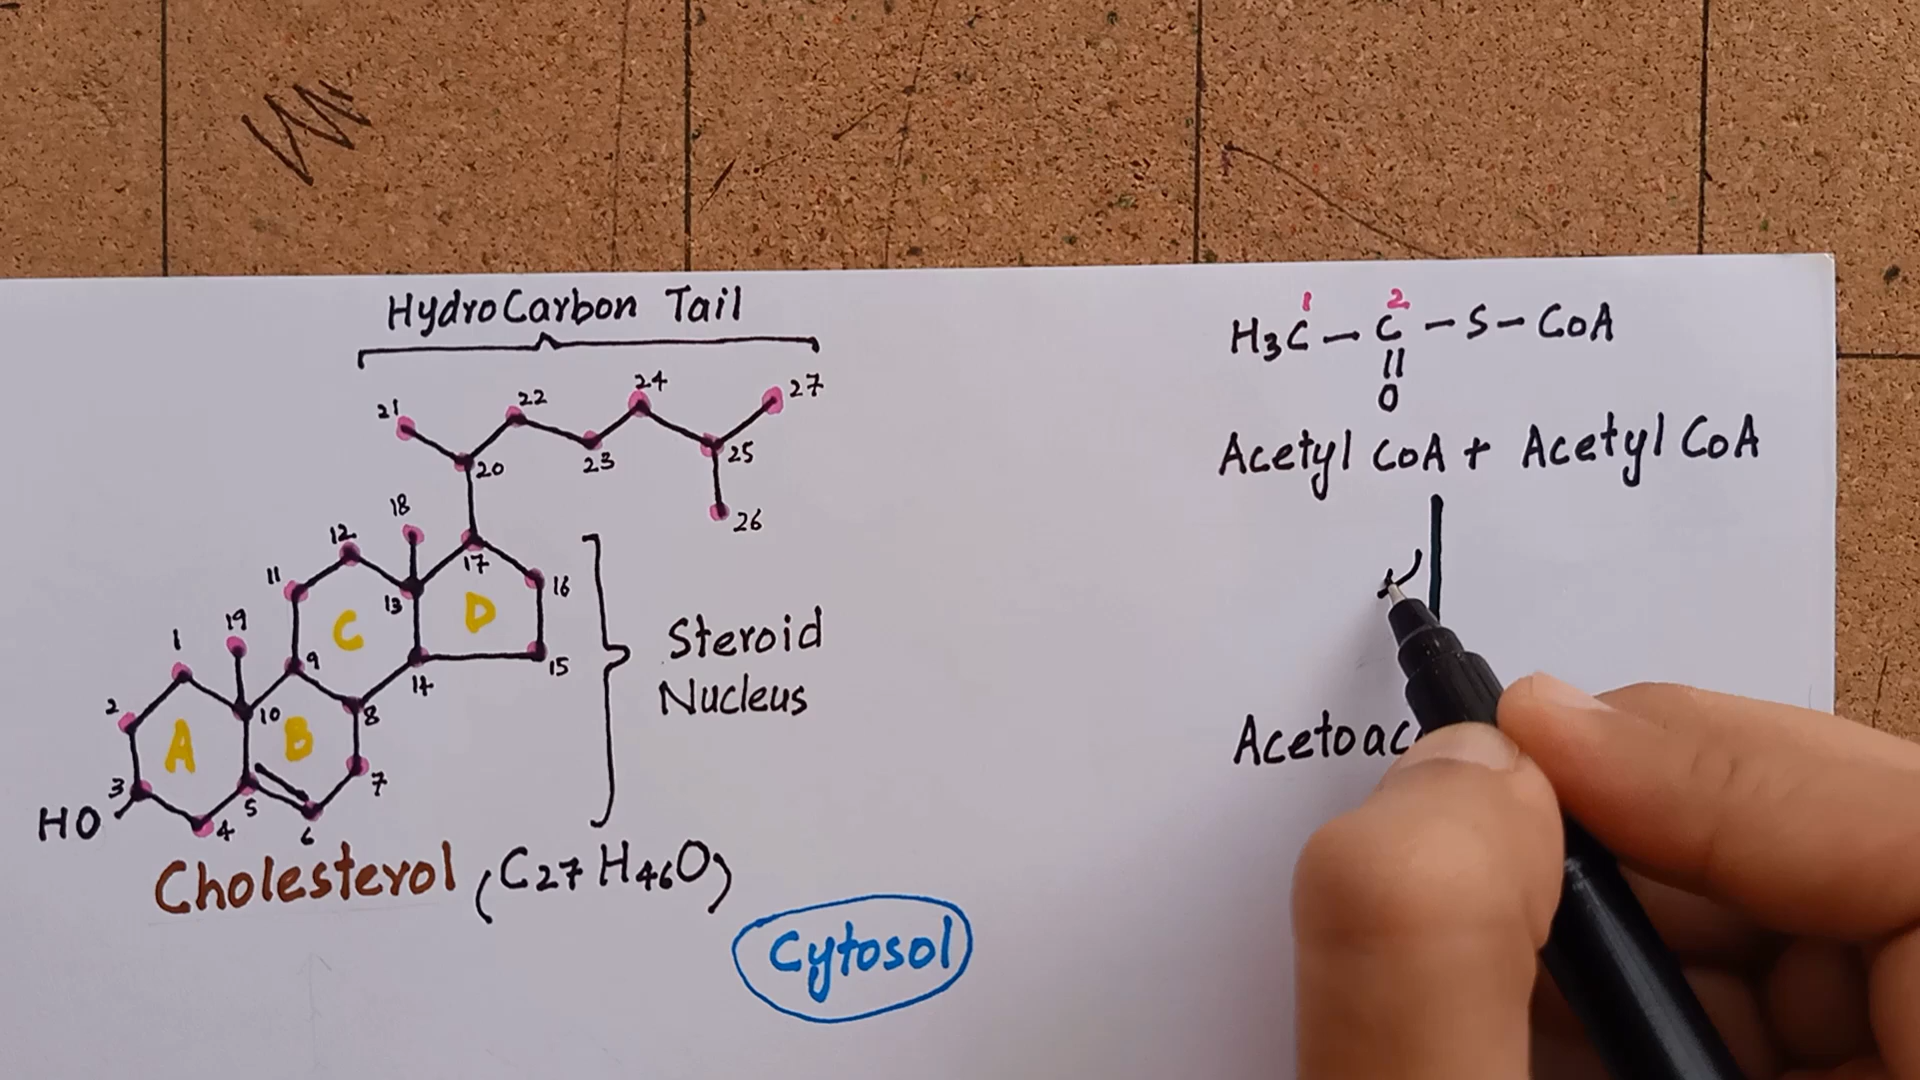 HydroCarbon Tail
21 22 24 27
20 23 25
26
18
12 17 16
11 13
C D
19 9 14 15
1
2 10 8
A B
3 5 7
HO 4 6
Steroid
Nucleus
Cholesterol (C27H46O)
Cytosol
1 2
H3C - C - S - CoA
||
O
Acetyl CoA + Acetyl CoA
Acetoac